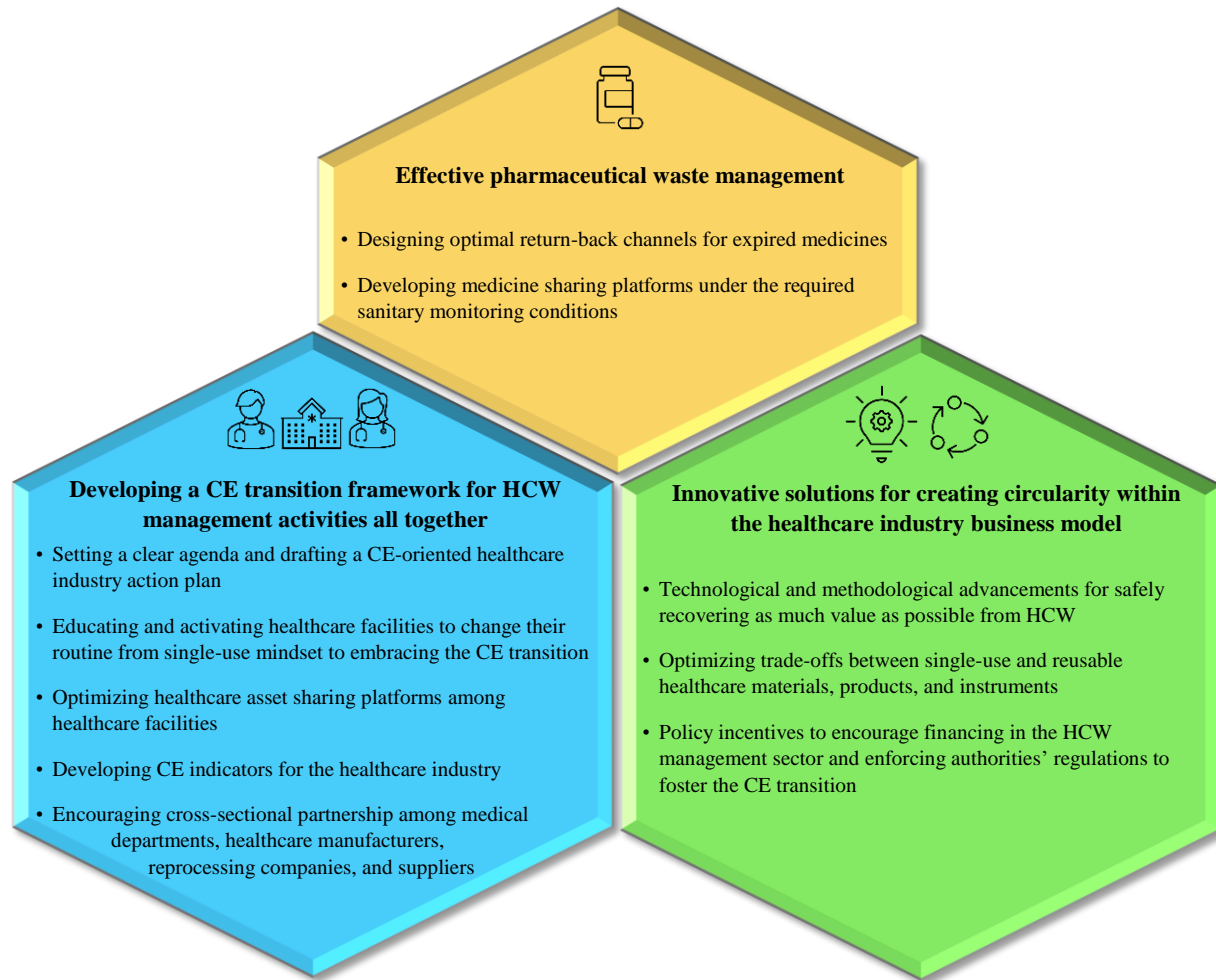 Effective pharmaceutical waste management
• Designing optimal return-back channels for expired medicines
• Developing medicine sharing platforms under the required
sanitary monitoring conditions
Developing a CE transition framework for HCW
management activities all together
• Setting a clear agenda and drafting a CE-oriented healthcare
industry action plan
• Educating and activating healthcare facilities to change their
routine from single-use mindset to embracing the CE transition
• Optimizing healthcare asset sharing platforms among
healthcare facilities
• Developing CE indicators for the healthcare industry
• Encouraging cross-sectional partnership among medical
departments, healthcare manufacturers,
reprocessing companies, and suppliers
Innovative solutions for creating circularity within
the healthcare industry business model
• Technological and methodological advancements for safely
recovering as much value as possible from HCW
• Optimizing trade-offs between single-use and reusable
healthcare materials, products, and instruments
• Policy incentives to encourage financing in the HCW
management sector and enforcing authorities’ regulations to
foster the CE transition